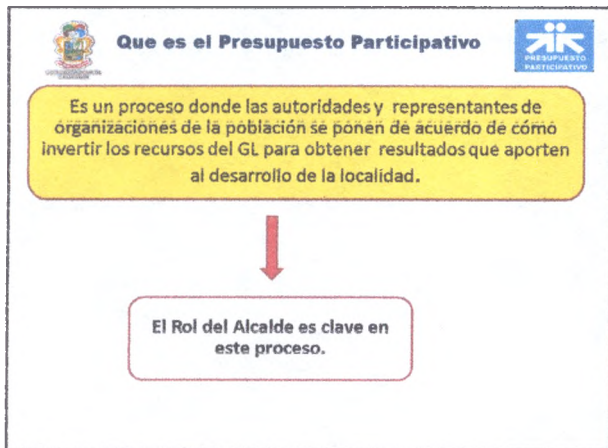 Que es el Presupuesto Participativo
PRESUPUESTO
PARTICIPATIVO
Es un proceso donde las autoridades y representantes de
organizaciones de la población se ponen de acuerdo de cómo
invertir los recursos del GL para obtener resultados que aporten
al desarrollo de la localidad.
El Rol del Alcalde es clave en
este proceso.